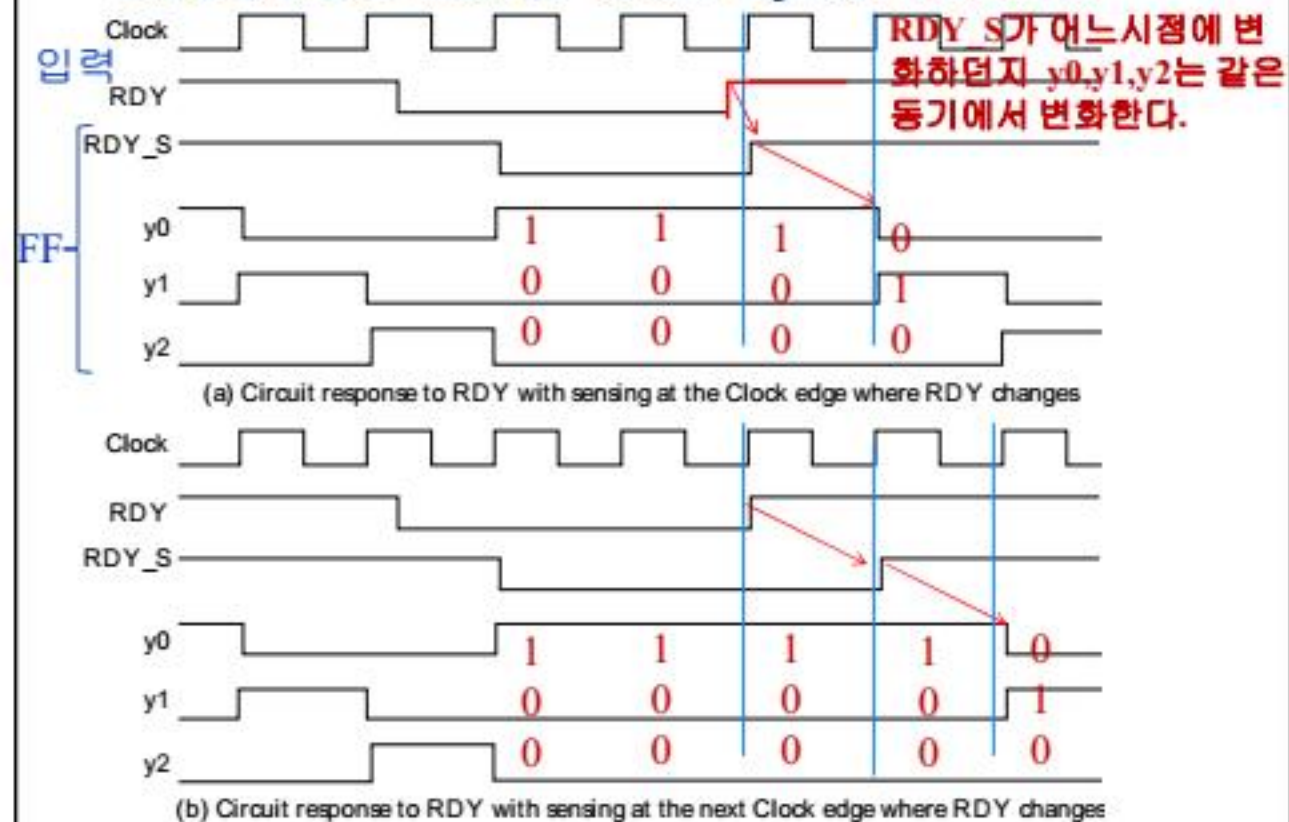 Clock
RDY_S가 어느시점에 변
화하던지 y0,y1,y2는 같은
동기에서 변화한다.
입력
RDY
RDY_S
FF
y0
1 1 1 0
y1
0 0 0 1
y2
0 0 0 0
(a) Circuit response to RDY with sensing at the Clock edge where RDY changes
Clock
RDY
RDY_S
y0
1 1 1 1 0
y1
0 0 0 0 1
y2
0 0 0 0 0
(b) Circuit response to RDY with sensing at the next Clock edge where RDY changes